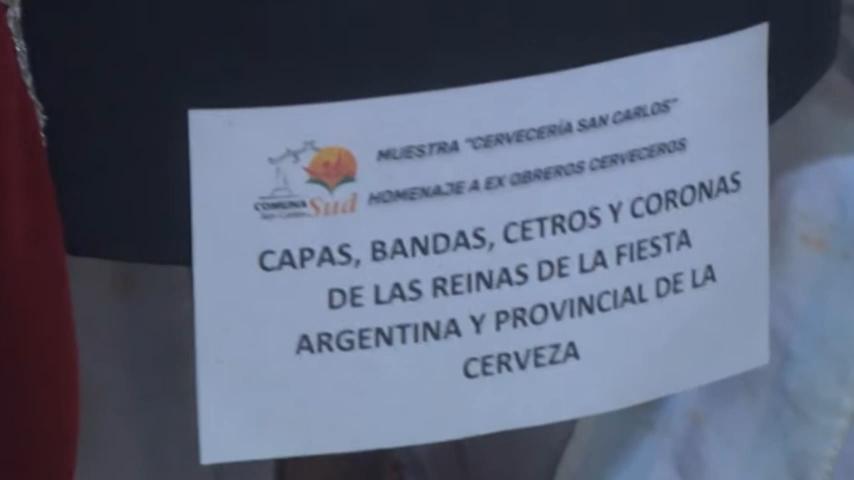 MUESTRA "CERVECERÍA SAN CARLOS"
HOMENAJE A EX OBREROS CERVECEROS
COMUNA
Sud
CAPAS, BANDAS, CETROS Y CORONAS
DE LAS REINAS DE LA FIESTA
ARGENTINA Y PROVINCIAL DE LA
CERVEZA